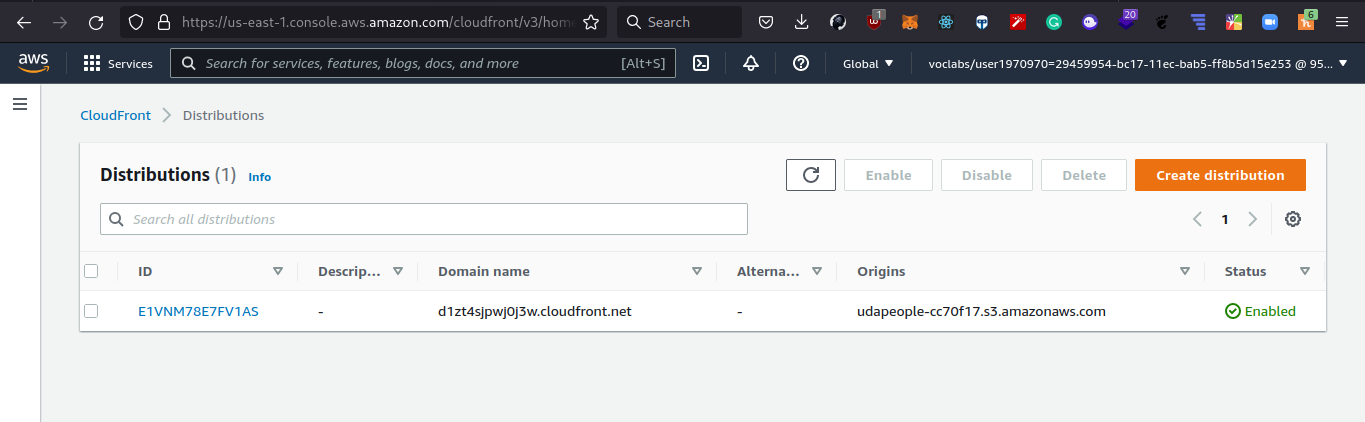 https://us-east-1.console.aws.amazon.com/cloudfront/v3/hom
Search
1
20
6
aws
Services
Search for services, features, blogs, docs, and more
[Alt+S]
Global
voclabs/user1970970=29459954-bc17-11ec-bab5-ff8b5d15e253 @ 95...
CloudFront
Distributions
Distributions (1)
Info
Enable
Disable
Delete
Create distribution
Search all distributions
1
ID
Descrip...
Domain name
Alterna...
Origins
Status
E1VNM78E7FV1AS
-
d1zt4sjpwj0j3w.cloudfront.net
-
udapeople-cc70f17.s3.amazonaws.com
Enabled